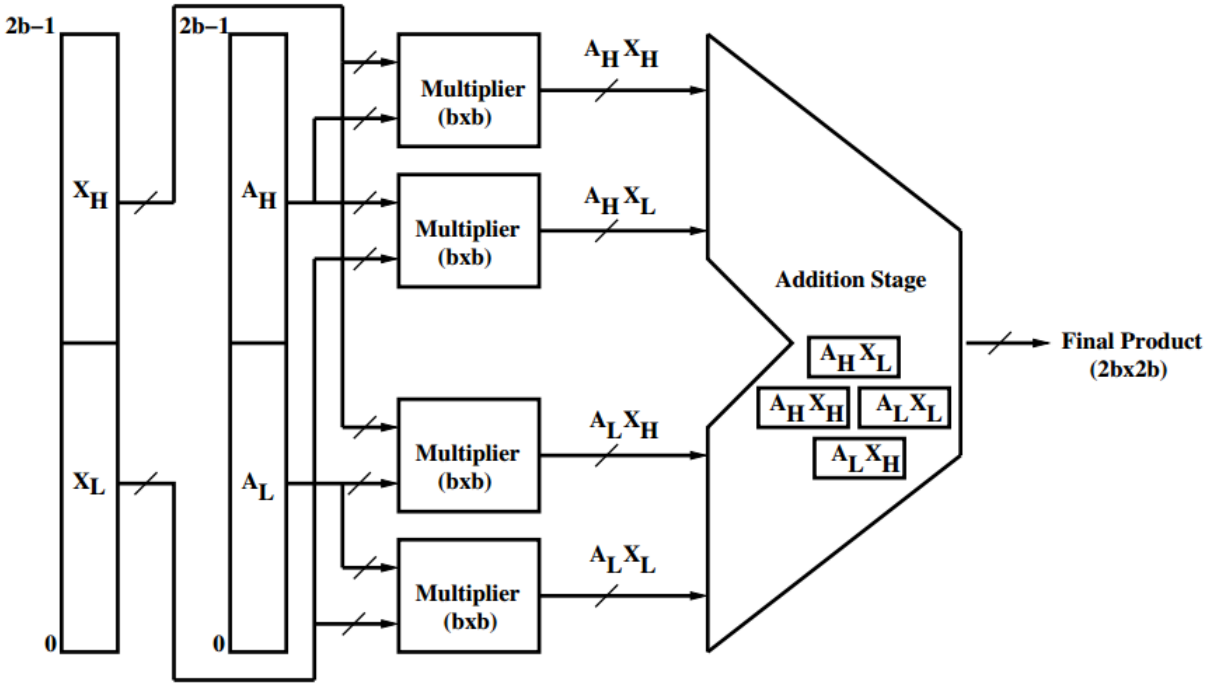 2b−1
2b−1
X_H
A_H
X_L
A_L
0
0
Multiplier
(bxb)
Multiplier
(bxb)
Multiplier
(bxb)
Multiplier
(bxb)
A_H X_H
A_H X_L
A_L X_H
A_L X_L
Addition Stage
A_H X_L
A_H X_H
A_L X_L
A_L X_H
Final Product
(2bx2b)